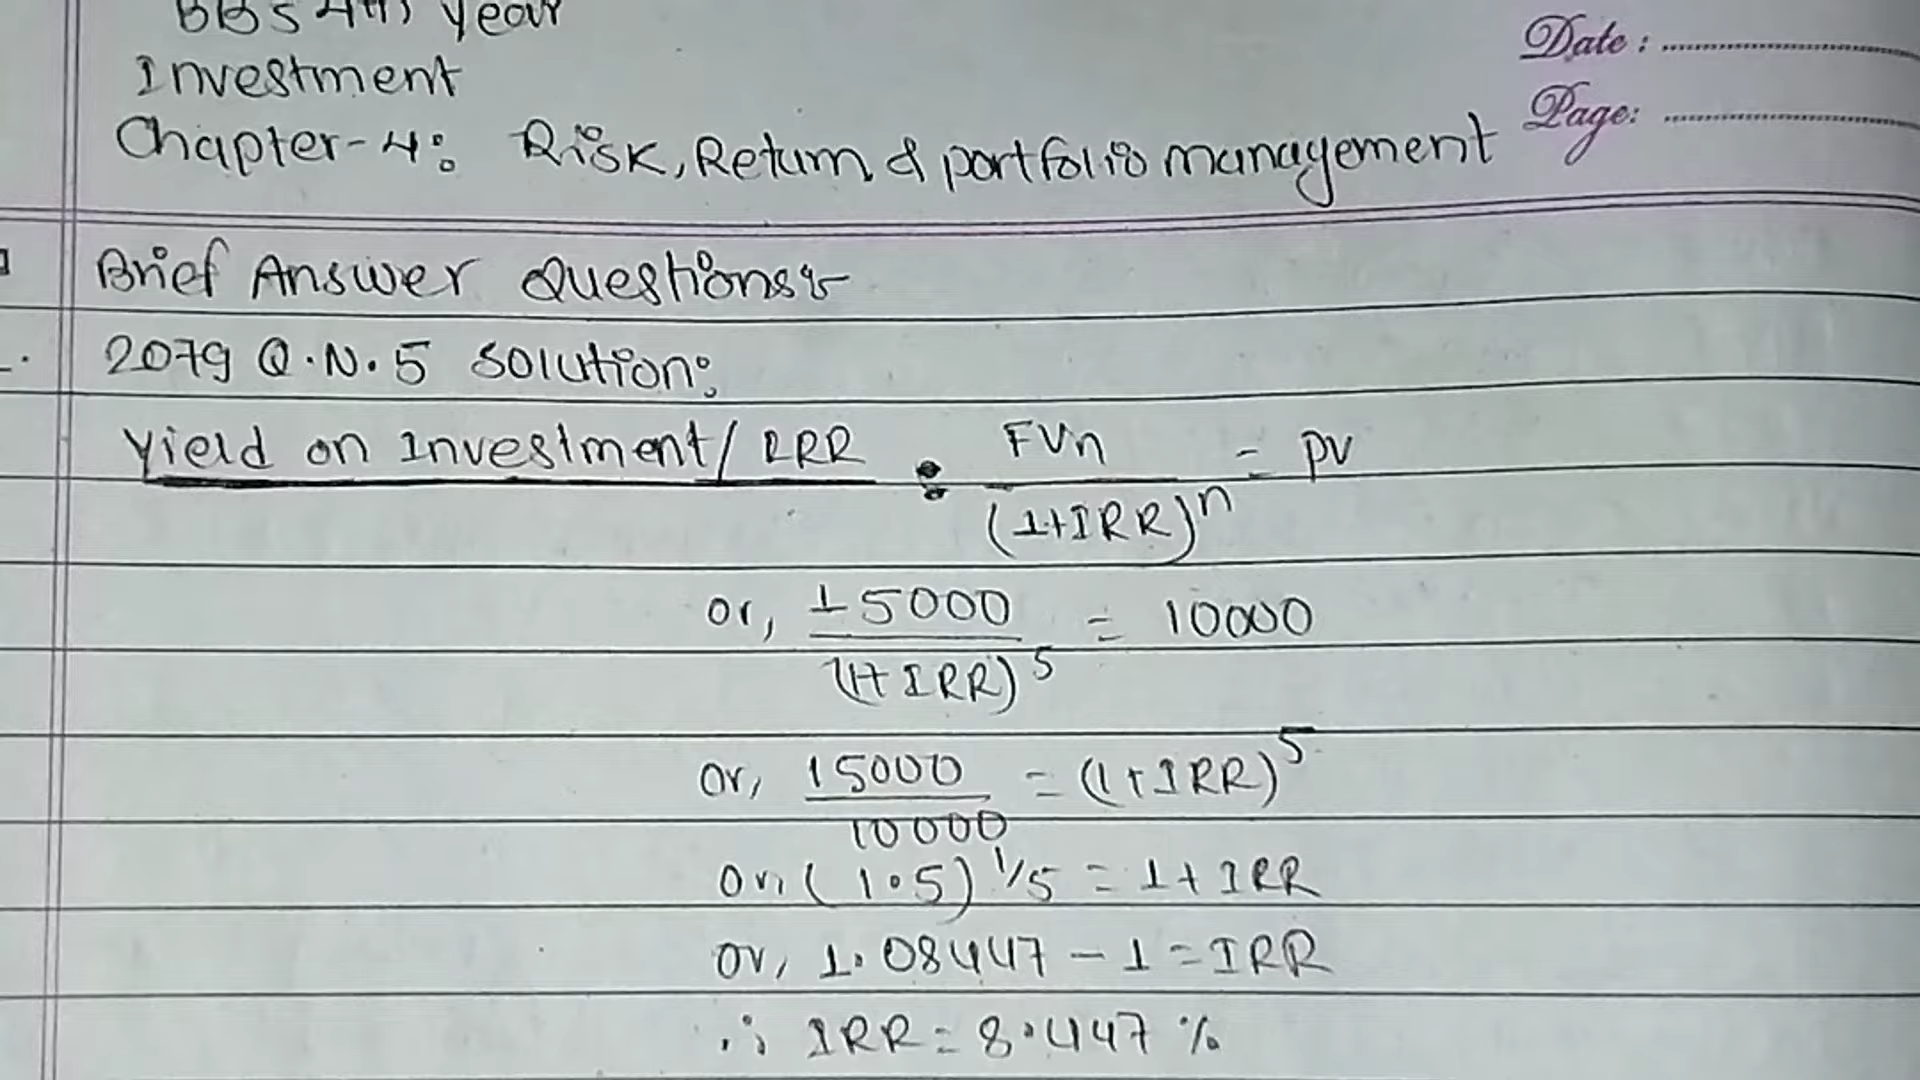 BBS 4th year
Investment
Date : ....................
Page: ....................
Chapter-4: Risk, Return & portfolio management
Brief Answer Questions:-
2079 Q.N.5 Solution:
Yield on Investment/ IRR : FVn / (1+IRR)^n = PV
or, 15000 / (1+IRR)^5 = 10000
or, 15000 / 10000 = (1+IRR)^5
or, (1.5)^1/5 = 1+IRR
or, 1.08447 - 1 = IRR
∴ IRR = 8.447 %